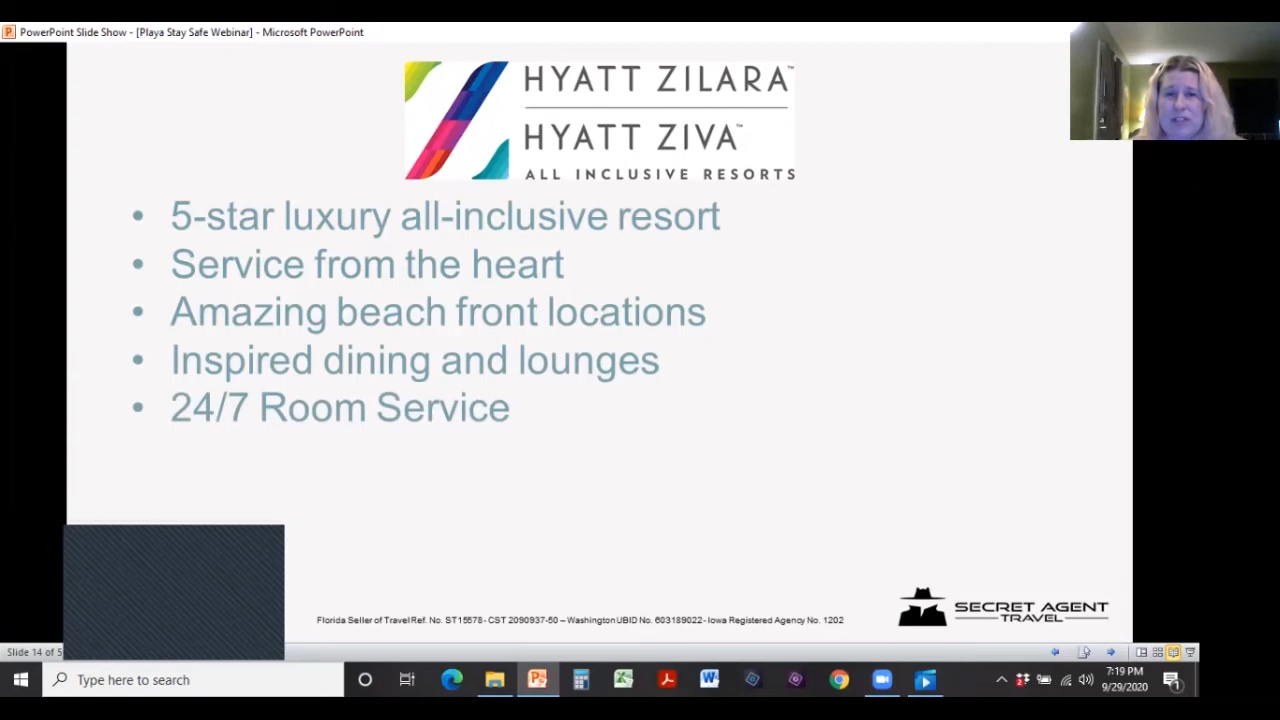 PowerPoint Slide Show - [Playa Stay Safe Webinar] - Microsoft PowerPoint
HYATT ZILARA™
HYATT ZIVA™
ALL INCLUSIVE RESORTS
• 5-star luxury all-inclusive resort
• Service from the heart
• Amazing beach front locations
• Inspired dining and lounges
• 24/7 Room Service
Florida Seller of Travel Ref. No. ST15578- CST 2090937-50 – Washington UBID No. 603189022- Iowa Registered Agency No. 1202
SECRET AGENT
TRAVEL
Slide 14 of 5
Type here to search
7:19 PM
9/29/2020